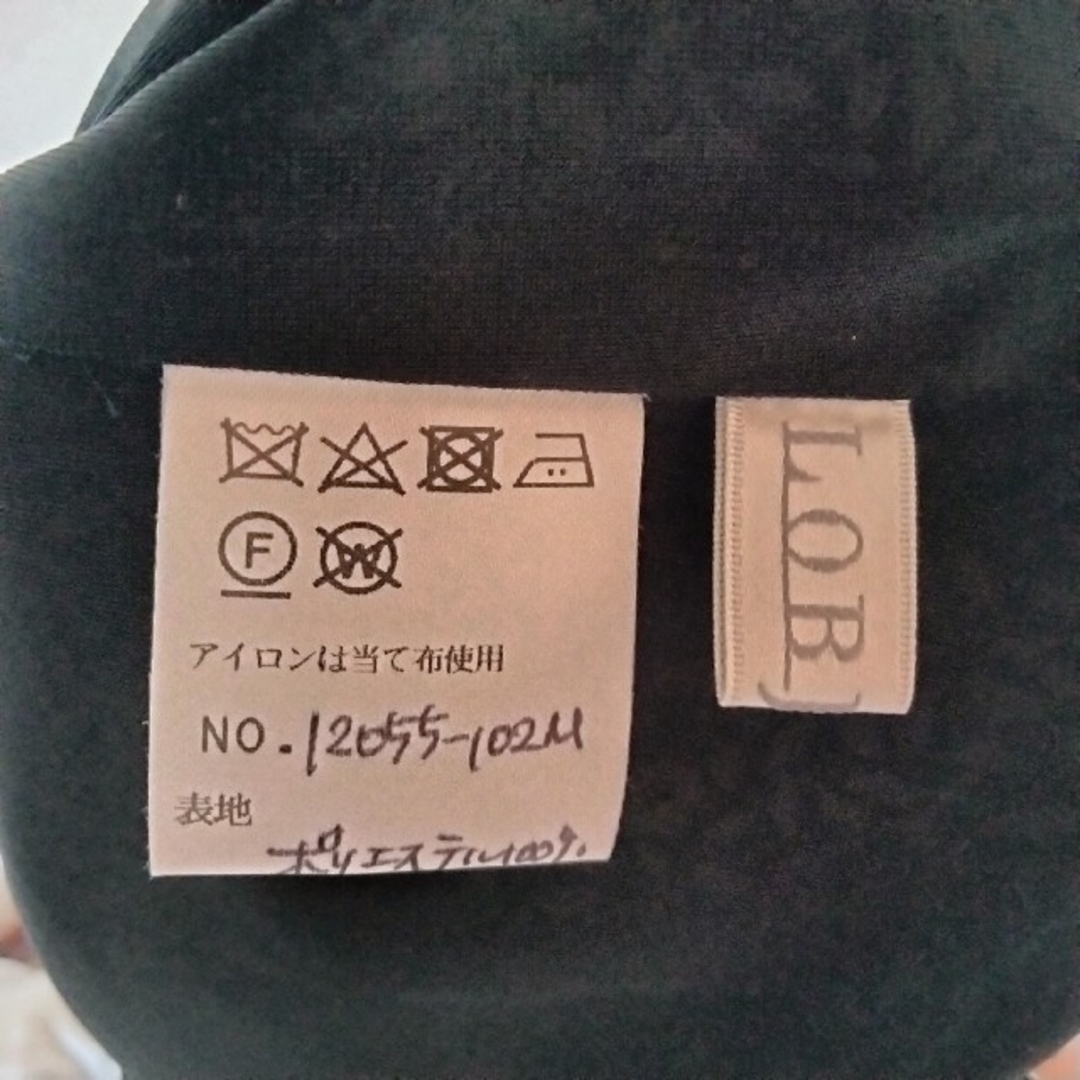 F W
アイロンは当て布使用
NO.12055-102M
表地
ポリエステル100%
LOB